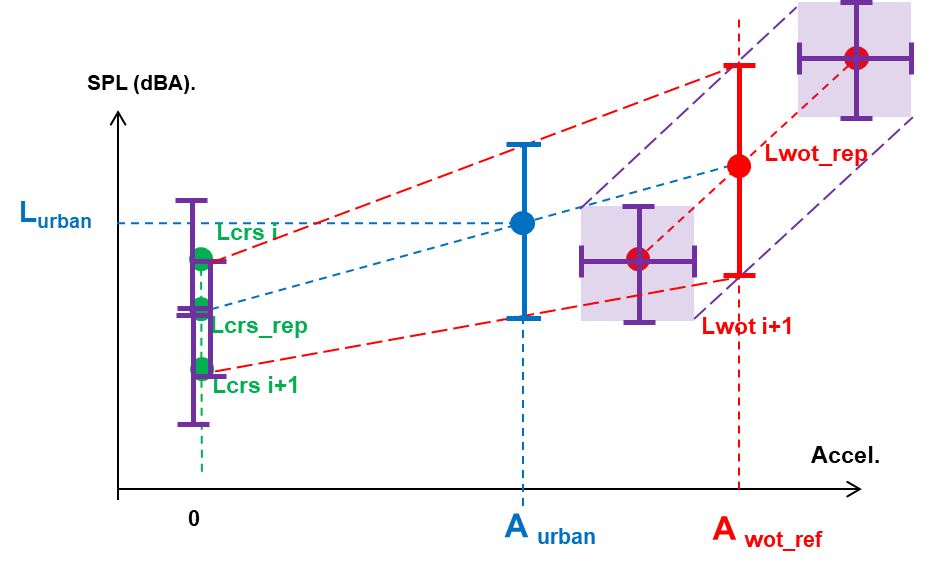 SPL (dBA).
Lwot_rep
Lurban
Lcrs i
Lcrs_rep
Lwot i+1
Lcrs i+1
Accel.
0
A urban
A wot_ref